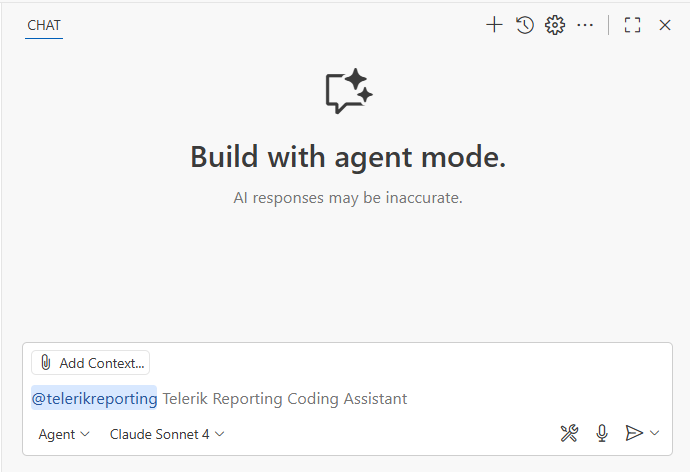 CHAT
Build with agent mode.
AI responses may be inaccurate.
Add Context...
@telerikreporting Telerik Reporting Coding Assistant
Agent Claude Sonnet 4